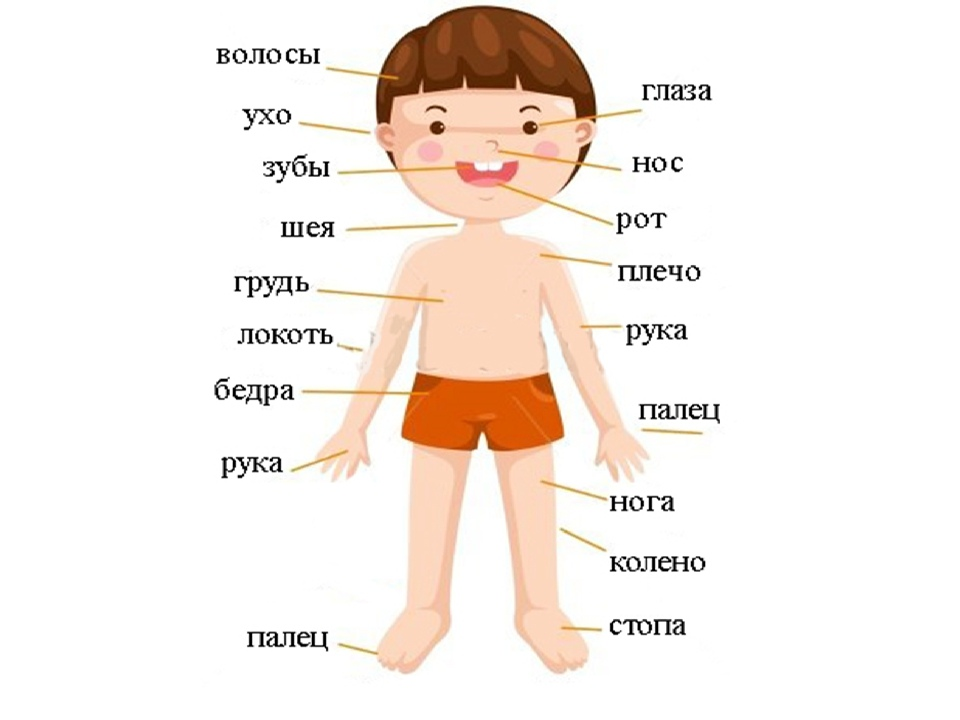 волосы
глаза
ухо
нос
зубы
рот
шея
плечо
грудь
рука
локоть
бедра
палец
рука
нога
колено
стопа
палец